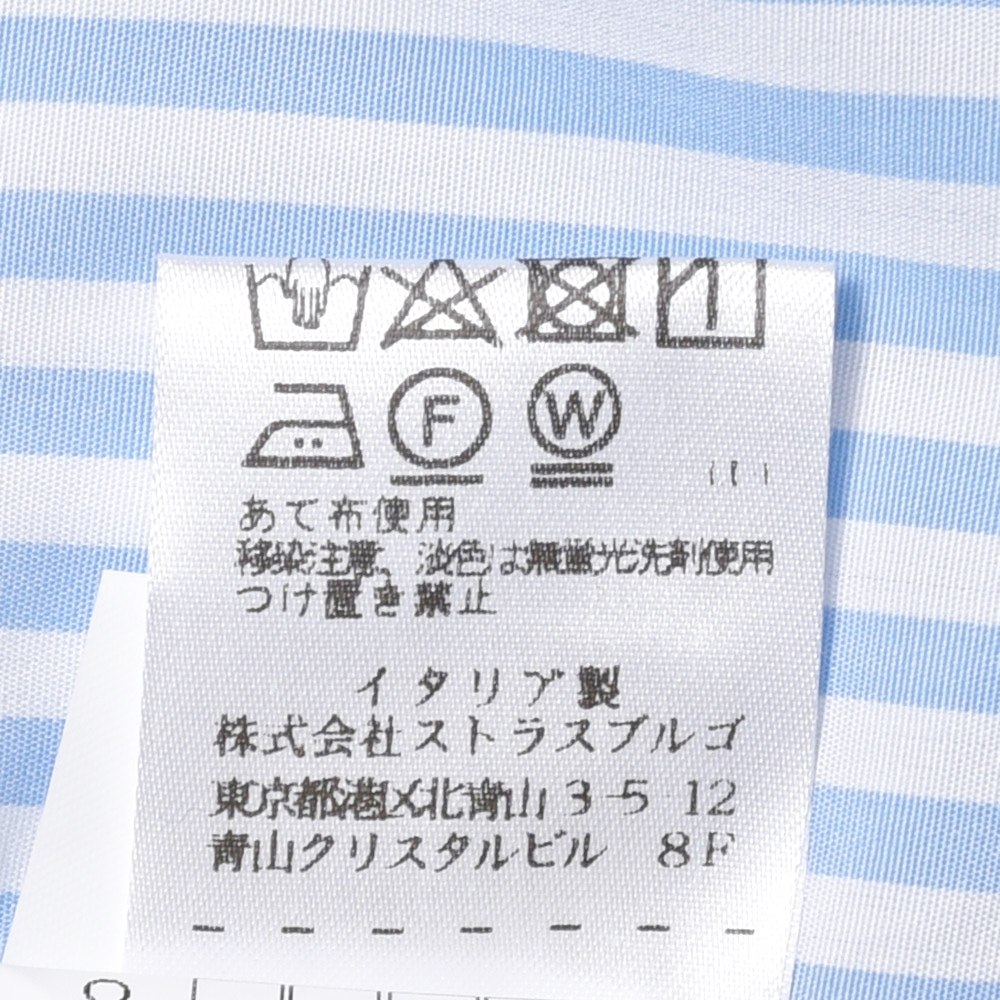 F W
あて布使用
移染注意、淡色は無蛍光洗剤使用
つけ置き禁止
イタリア製
株式会社ストラスブルゴ
東京都港区北青山 3-5 12
青山クリスタルビル 8F